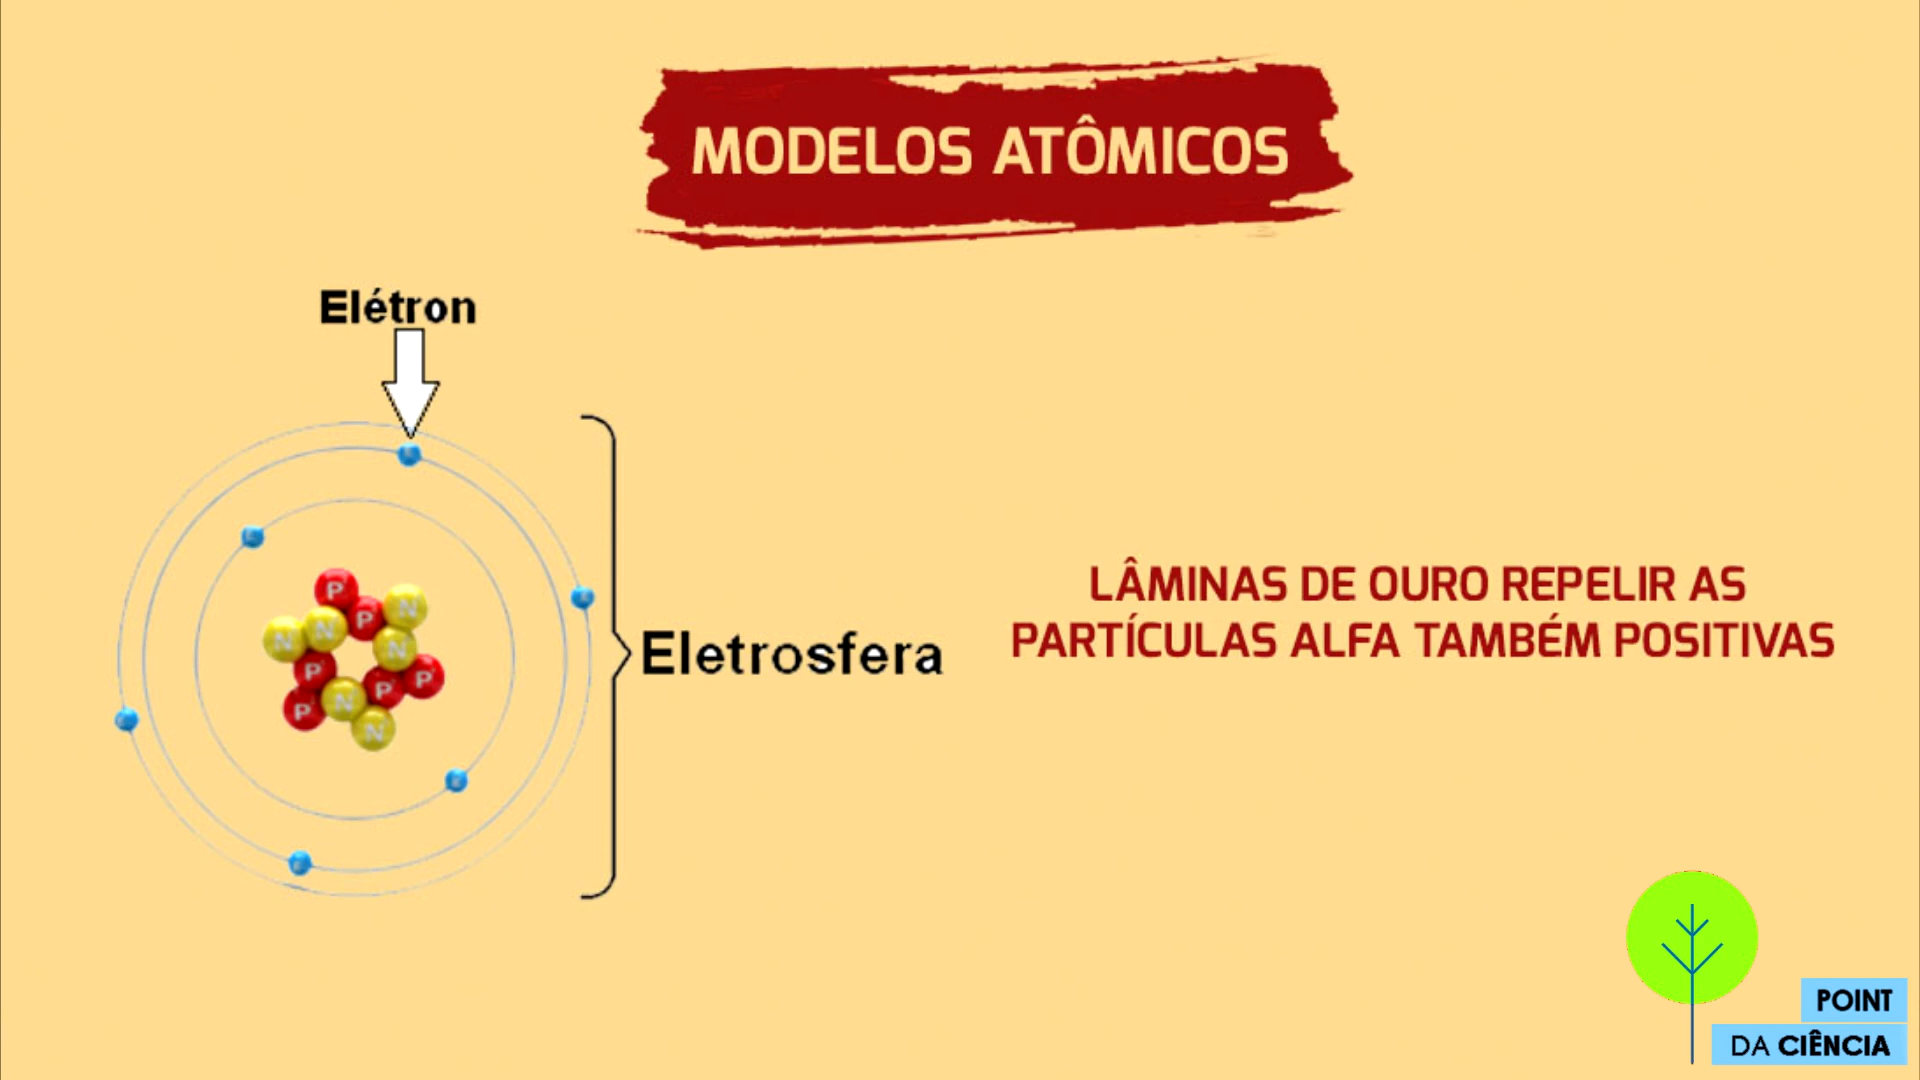 MODELOS ATÔMICOS
Elétron
P
N
P
N
N
N
P
P
P
N
P
N
Eletrosfera
LÂMINAS DE OURO REPELIR AS
PARTÍCULAS ALFA TAMBÉM POSITIVAS
POINT
DA CIÊNCIA